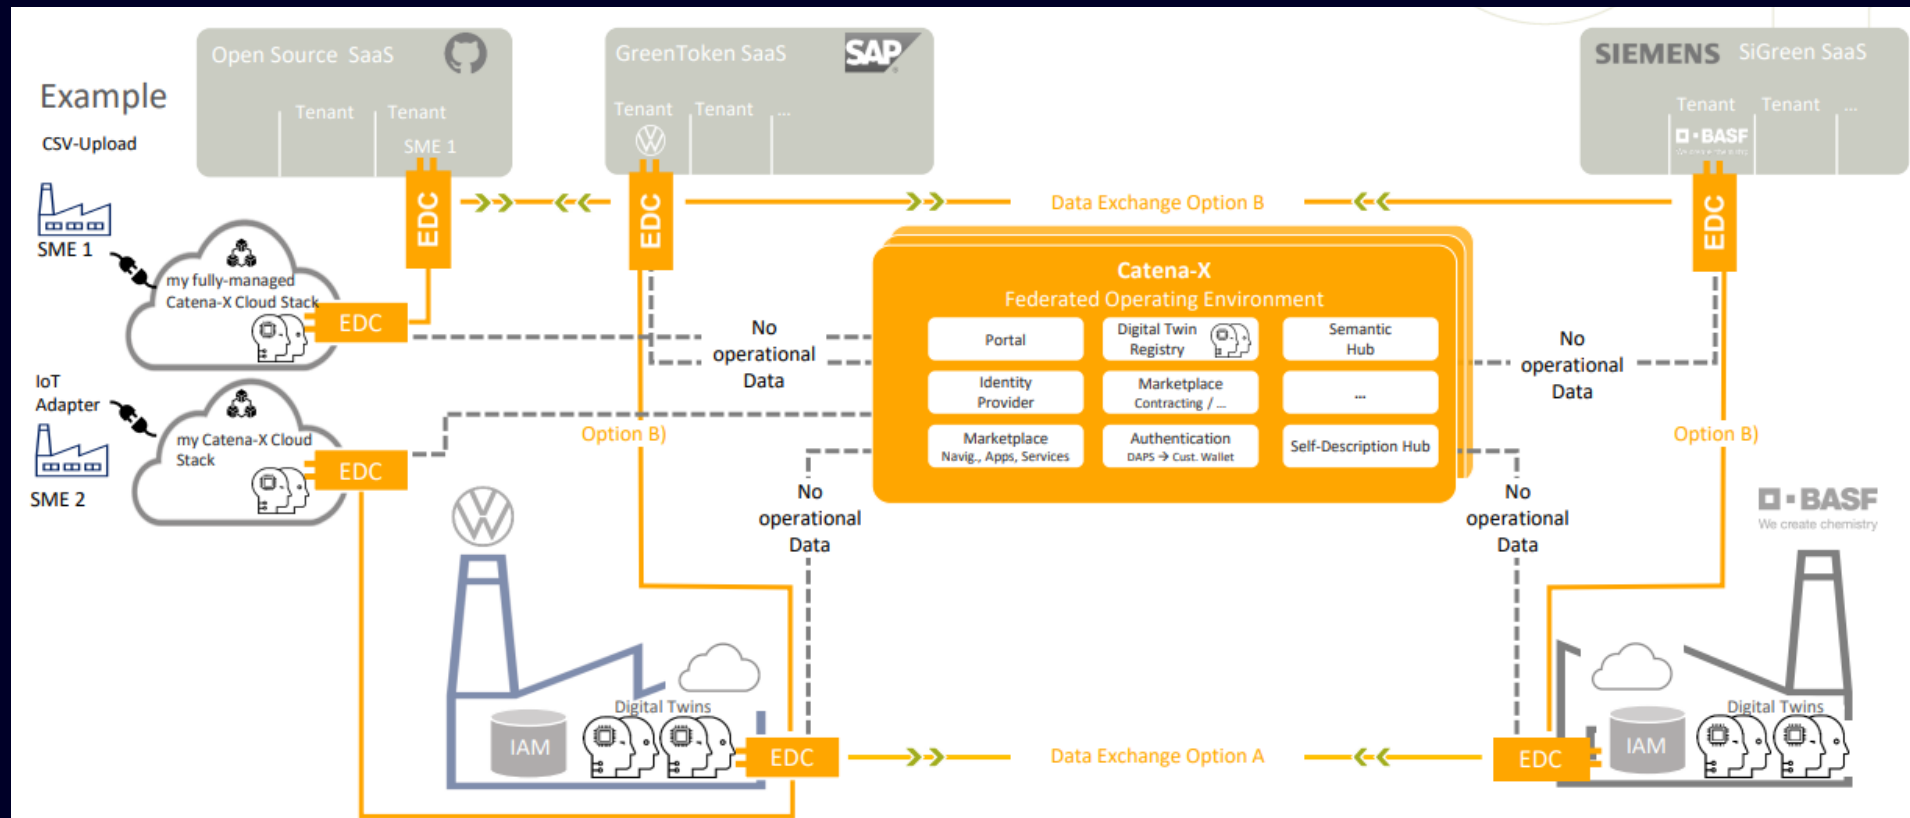 Open Source SaaS
GreenToken SaaS
SAP
SIEMENS
SiGreen SaaS
Example
CSV-Upload
Tenant
Tenant
SME 1
Tenant
Tenant
...
Tenant
Tenant
...
BASF
EDC
EDC
Data Exchange Option B
EDC
SME 1
my fully-managed
Catena-X Cloud Stack
EDC
Catena-X
Federated Operating Environment
Portal
Digital Twin
Registry
Semantic
Hub
Identity
Provider
Marketplace
Contracting / ...
...
Marketplace
Navig., Apps, Services
Authentication
DAPS → Cust. Wallet
Self-Description Hub
No
operational
Data
No
operational
Data
IoT
Adapter
my Catena-X Cloud
Stack
EDC
SME 2
Option B)
Option B)
No
operational
Data
No
operational
Data
BASF
We create chemistry
Digital Twins
IAM
EDC
Data Exchange Option A
EDC
Digital Twins
IAM